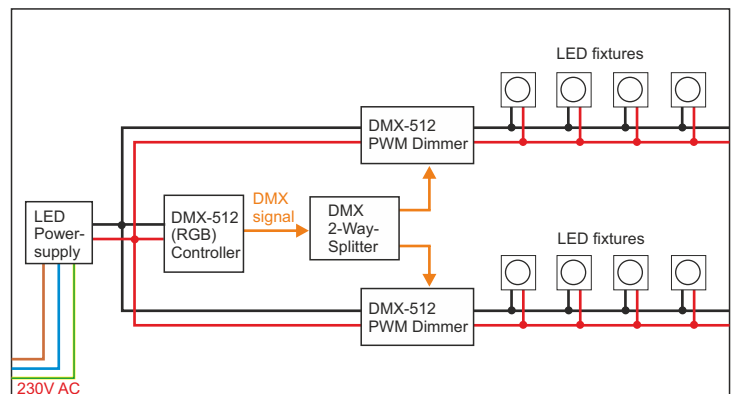 LED fixtures
DMX-512
PWM Dimmer
LED
Power-
supply
DMX-512
(RGB)
Controller
DMX
signal
DMX
2-Way-
Splitter
LED fixtures
DMX-512
PWM Dimmer
230V AC